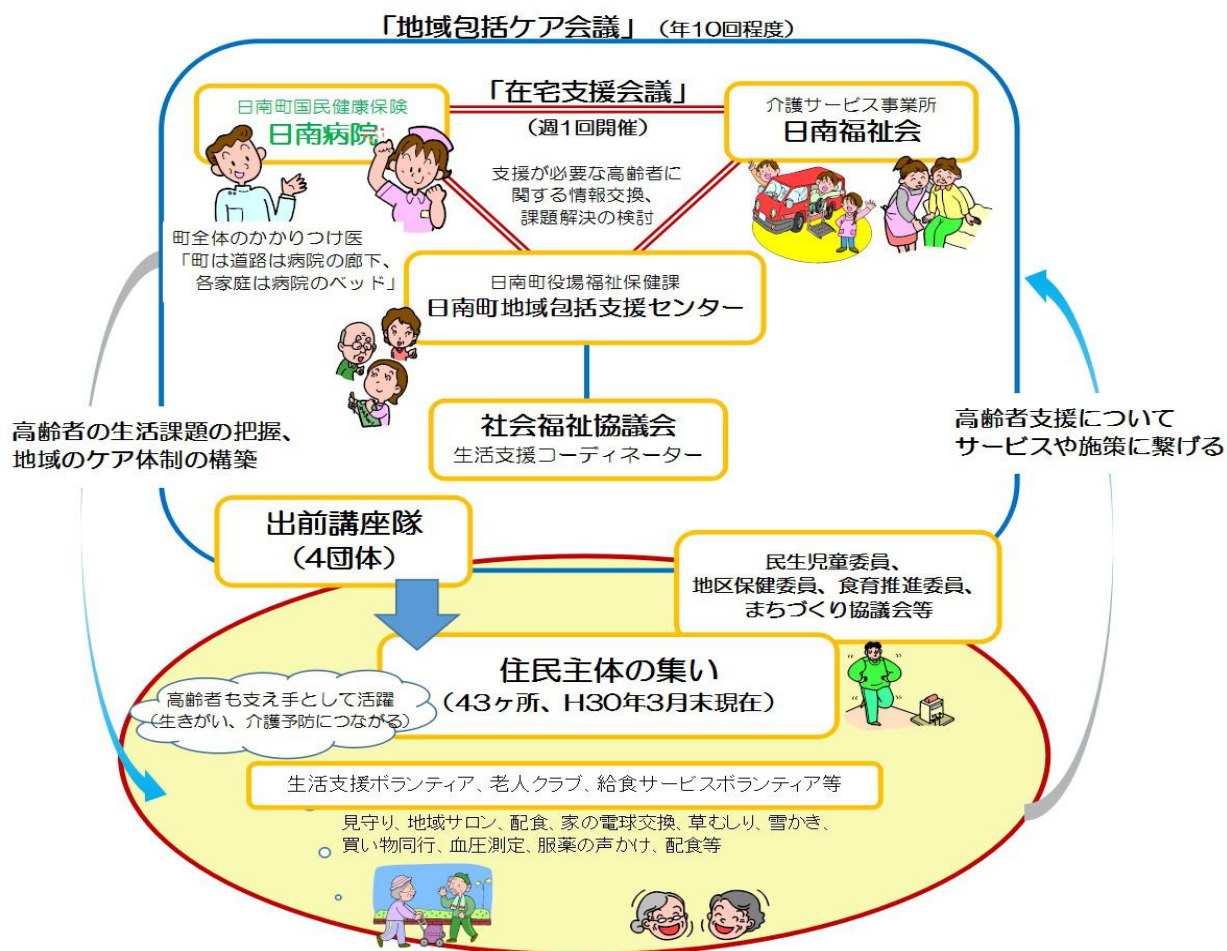 「地域包括ケア会議」（年１０回程度）
日南町国民健康保険
日南病院
「在宅支援会議」
（週１回開催）
介護サービス事業所
日南福祉会
支援が必要な高齢者に
関する情報交換、
課題解決の検討
町全体のかかりつけ医
「町は道路は病院の廊下、
各家庭は病院のベッド」
日南町役場福祉保健課
日南町地域包括支援センター
社会福祉協議会
生活支援コーディネーター
高齢者の生活課題の把握、
地域のケア体制の構築
高齢者支援について
サービスや施策に繋げる
出前講座隊
（４団体）
民生児童委員、
地区保健委員、食育推進委員、
まちづくり協議会等
住民主体の集い
（４３ヶ所、Ｈ３０年３月末現在）
高齢者も支え手として活躍
（生きがい、介護予防につながる）
生活支援ボランティア、老人クラブ、給食サービスボランティア等
見守り、地域サロン、配食、家の電球交換、草むしり、雪かき、
買い物同行、血圧測定、服薬の声かけ、配食等